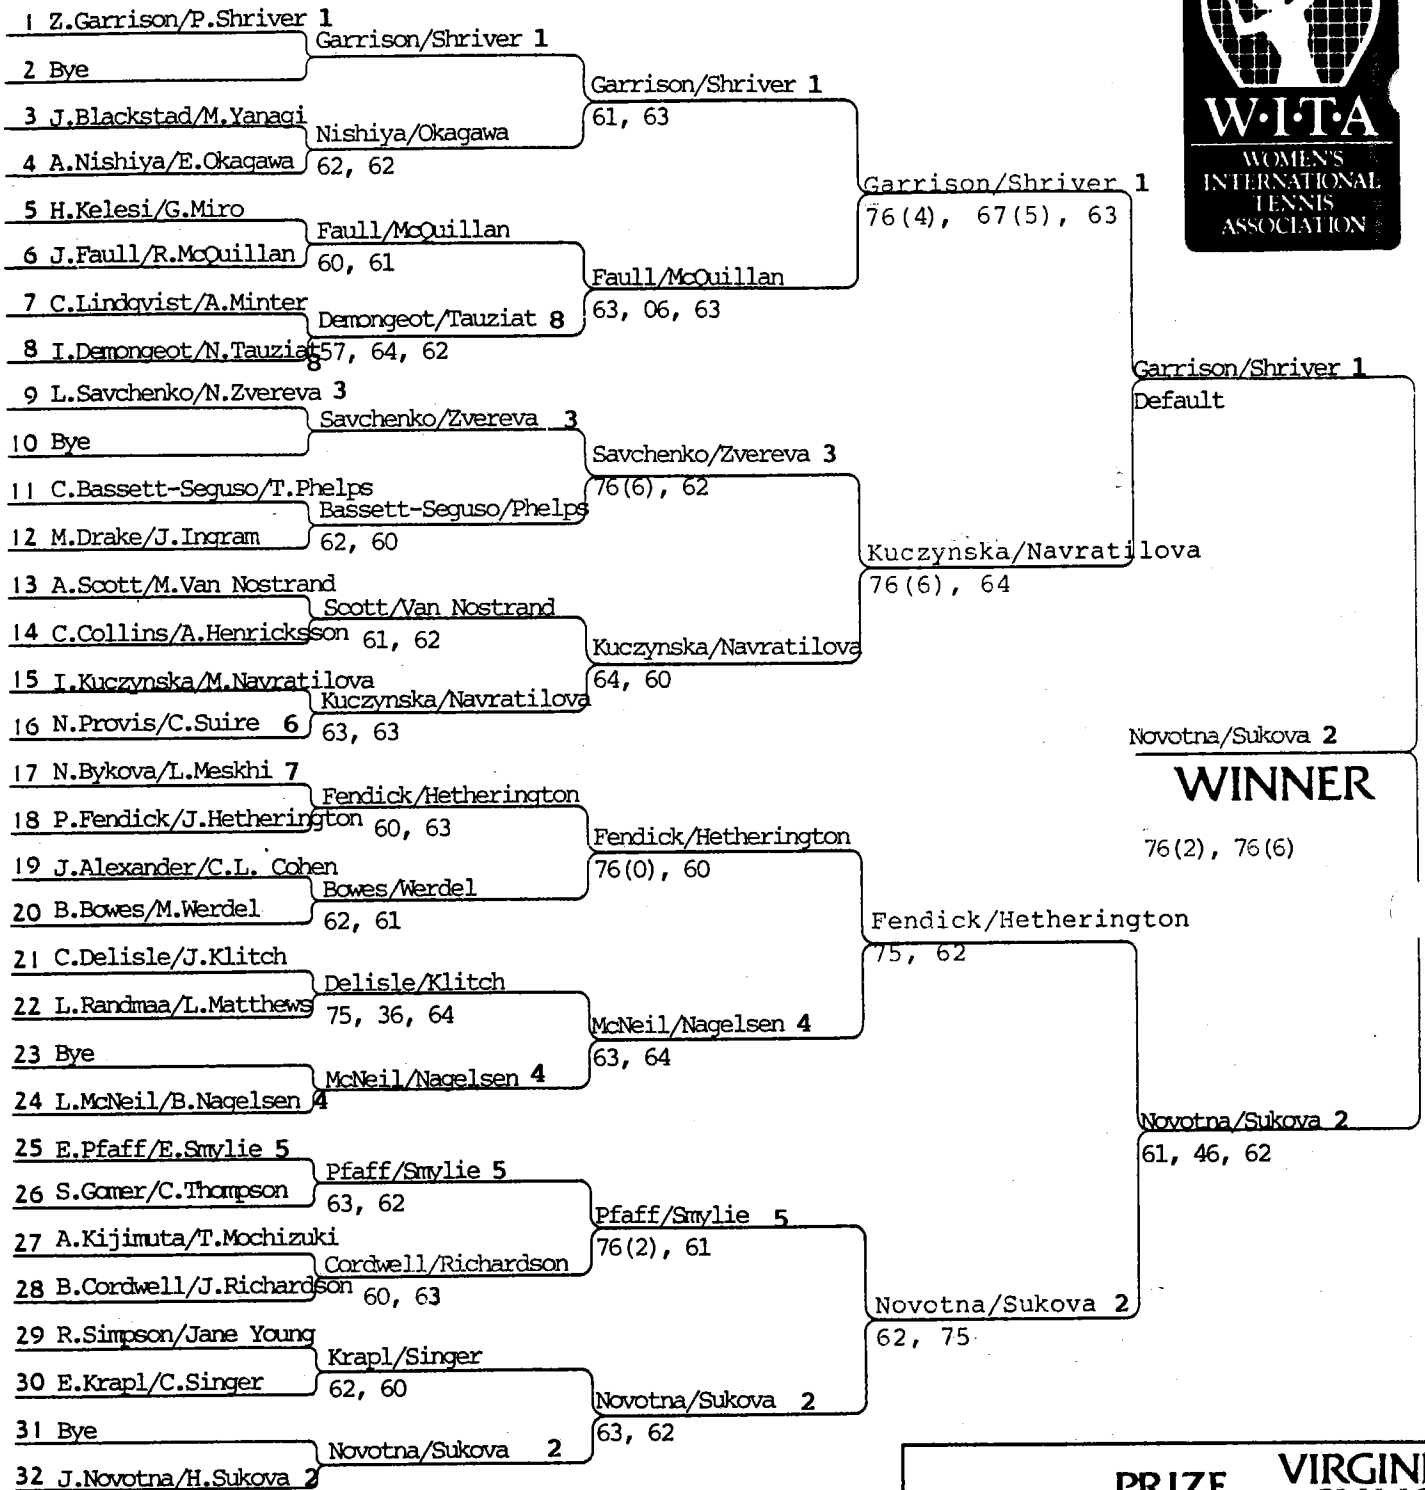 1 Z.Garrison/P.Shriver 1
2 Bye
3 J.Blackstad/M.Yanagi
4 A.Nishiya/E.Okagawa
5 H.Kelesi/G.Miro
6 J.Faull/R.McQuillan
7 C.Lindqvist/A.Minter
8 I.Demongeot/N.Tauziat 8
9 L.Savchenko/N.Zvereva 3
10 Bye
11 C.Bassett-Seguso/T.Phelps
12 M.Drake/J.Ingram
13 A.Scott/M.Van Nostrand
14 C.Collins/A.Henricksson
15 I.Kuczynska/M.Navratilova
16 N.Provis/C.Suire 6
17 N.Bykova/L.Meskhi 7
18 P.Fendick/J.Hetherington
19 J.Alexander/C.L. Cohen
20 B.Bowes/M.Werdel
21 C.Delisle/J.Klitch
22 L.Randmaa/L.Matthews
23 Bye
24 L.McNeil/B.Nagelsen 4
25 E.Pfaff/E.Smylie 5
26 S.Gomer/C.Thompson
27 A.Kijimuta/T.Mochizuki
28 B.Cordwell/J.Richardson
29 R.Simpson/Jane Young
30 E.Krapl/C.Singer
31 Bye
32 J.Novotna/H.Sukova 2
Garrison/Shriver 1
Nishiya/Okagawa
62, 62
Faull/McQuillan
60, 61
Demongeot/Tauziat 8
57, 64, 62
Savchenko/Zvereva 3
Bassett-Seguso/Phelps
62, 60
Scott/Van Nostrand
61, 62
Kuczynska/Navratilova
63, 63
Fendick/Hetherington
60, 63
Bowes/Werdel
62, 61
Delisle/Klitch
75, 36, 64
McNeil/Nagelsen 4
Pfaff/Smylie 5
63, 62
Cordwell/Richardson
60, 63
Krapl/Singer
62, 60
Novotna/Sukova 2
Garrison/Shriver 1
61, 63
Faull/McQuillan
63, 06, 63
Savchenko/Zvereva 3
76(6), 62
Kuczynska/Navratilova
64, 60
Fendick/Hetherington
76(0), 60
McNeil/Nagelsen 4
63, 64
Pfaff/Smylie 5
76(2), 61
Novotna/Sukova 2
63, 62
Garrison/Shriver 1
76(4), 67(5), 63
Kuczynska/Navratilova
76(6), 64
Fendick/Hetherington
75, 62
Novotna/Sukova 2
62, 75
Garrison/Shriver 1
Default
Novotna/Sukova 2
61, 46, 62
Novotna/Sukova 2
WINNER
76(2), 76(6)
W·I·T·A
WOMEN'S
INTERNATIONAL
TENNIS
ASSOCIATION
PRIZE